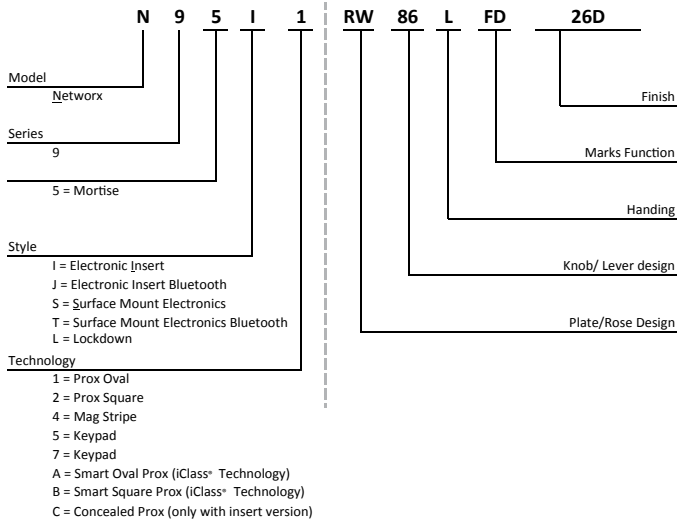 N 9 5 I 1 RW 86 L FD 26D
Model
Networx
Finish
Series
9
Marks Function
5 = Mortise
Handing
Style
I = Electronic Insert
J = Electronic Insert Bluetooth
Knob/ Lever design
S = Surface Mount Electronics
T = Surface Mount Electronics Bluetooth
Plate/Rose Design
L = Lockdown
Technology
1 = Prox Oval
2 = Prox Square
4 = Mag Stripe
5 = Keypad
7 = Keypad
A = Smart Oval Prox (iClass® Technology)
B = Smart Square Prox (iClass® Technology)
C = Concealed Prox (only with insert version)